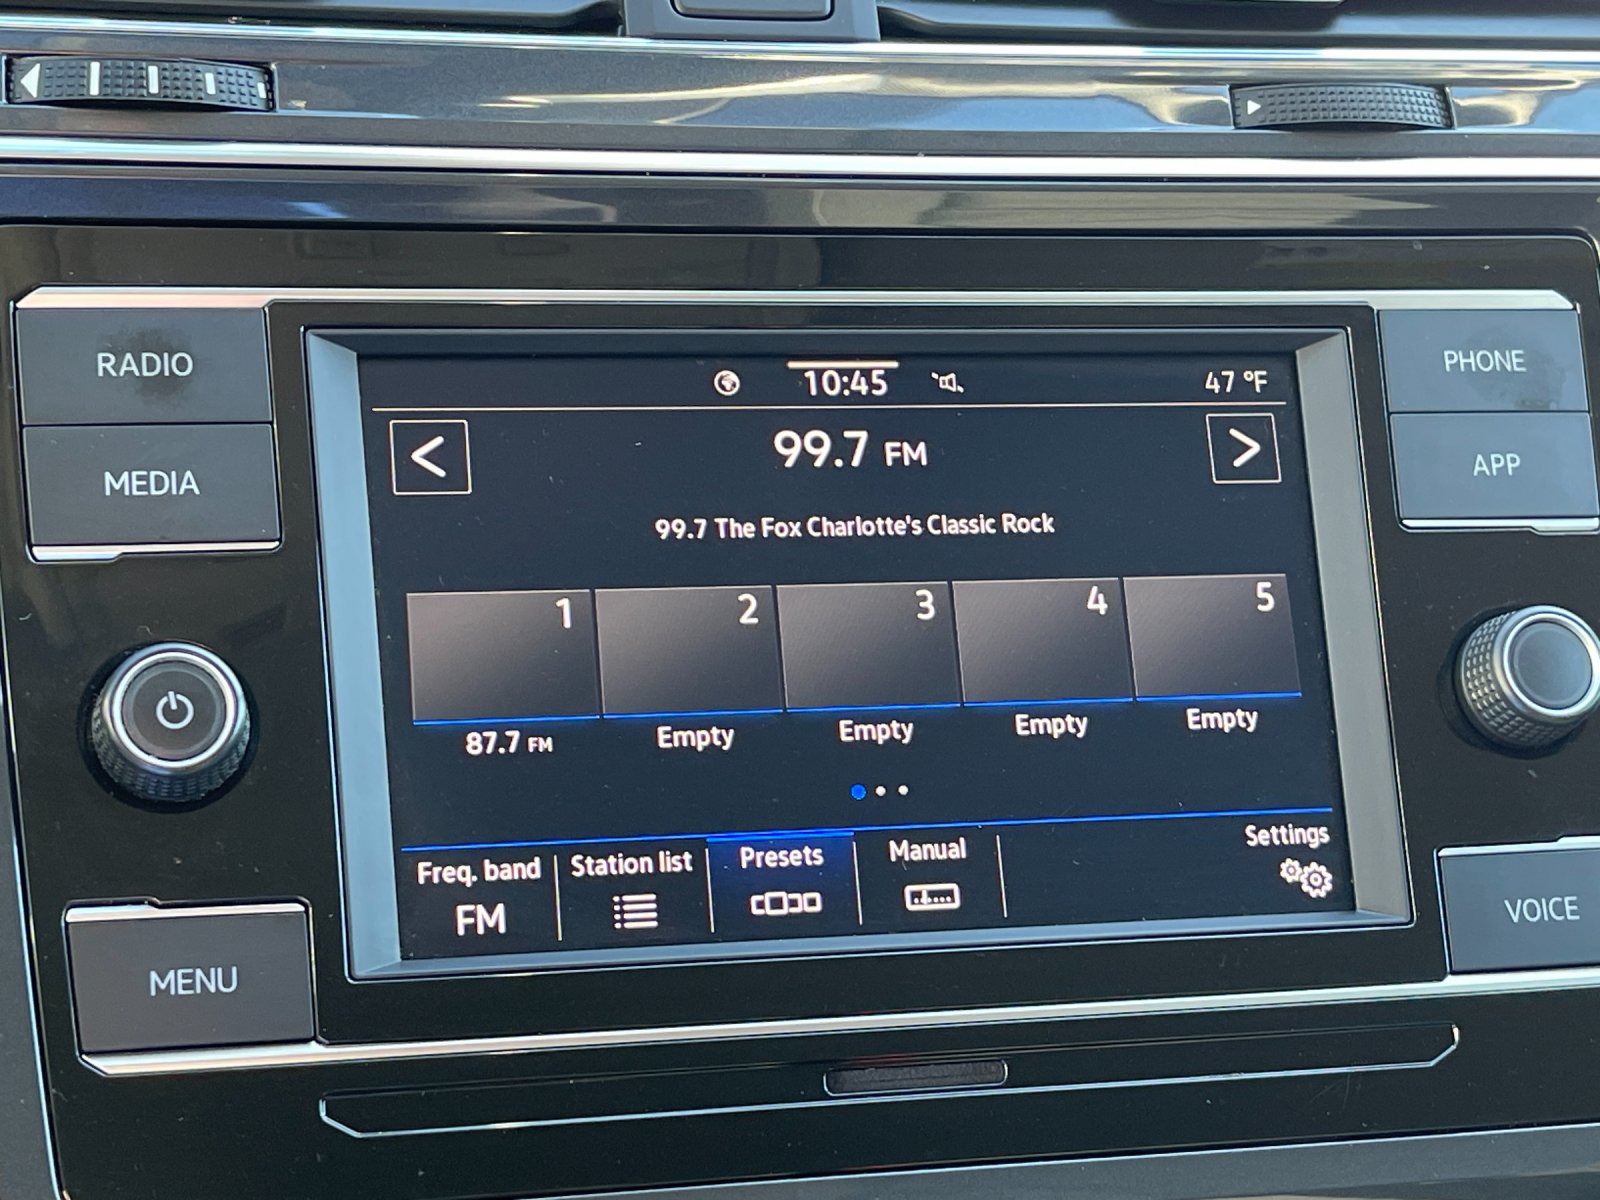 RADIO
MEDIA
MENU
10:45
47 °F
< 99.7 FM >
99.7 The Fox Charlotte's Classic Rock
1 2 3 4 5
87.7 FM Empty Empty Empty Empty
Freq. band Station list Presets Manual Settings
FM
PHONE
APP
VOICE